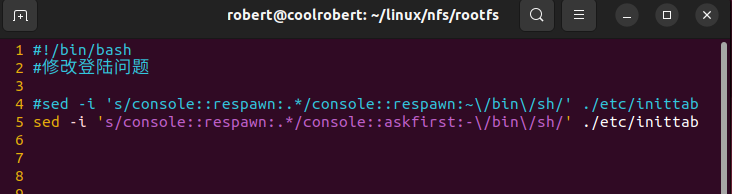 robert@coolrobert: ~/linux/nfs/rootfs
1 #!/bin/bash
2 #修改登陆问题
3
4 #sed -i 's/console::respawn:.*/console::respawn:~\/bin\/sh/' ./etc/inittab
5 sed -i 's/console::respawn:.*/console::askfirst:-\/bin\/sh/' ./etc/inittab
6
7
8
9